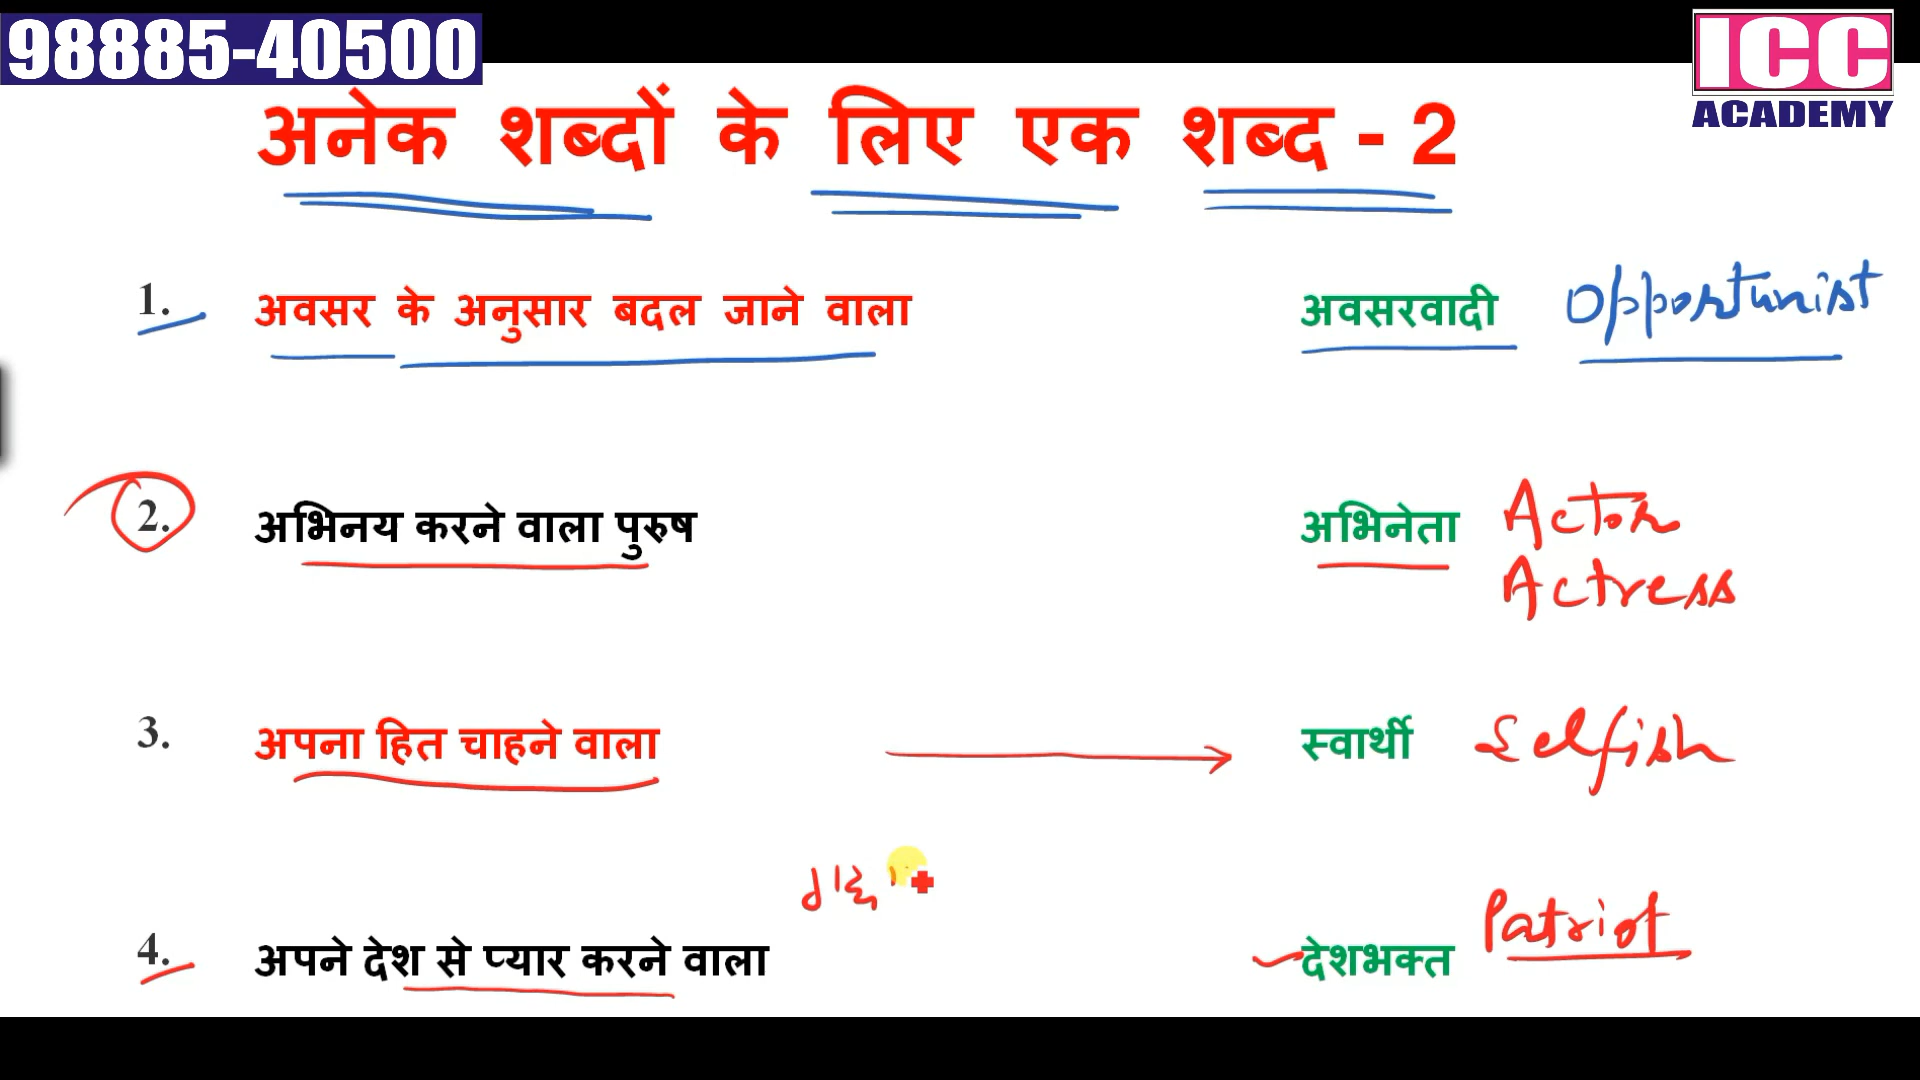 98885-40500
ICC
ACADEMY
अनेक शब्दों के लिए एक शब्द - 2
1. अवसर के अनुसार बदल जाने वाला अवसरवादी Opportunist
2. अभिनय करने वाला पुरुष अभिनेता Actor
Actress
3. अपना हित चाहने वाला स्वार्थी Selfish
4. अपने देश से प्यार करने वाला देशभक्त Patriot